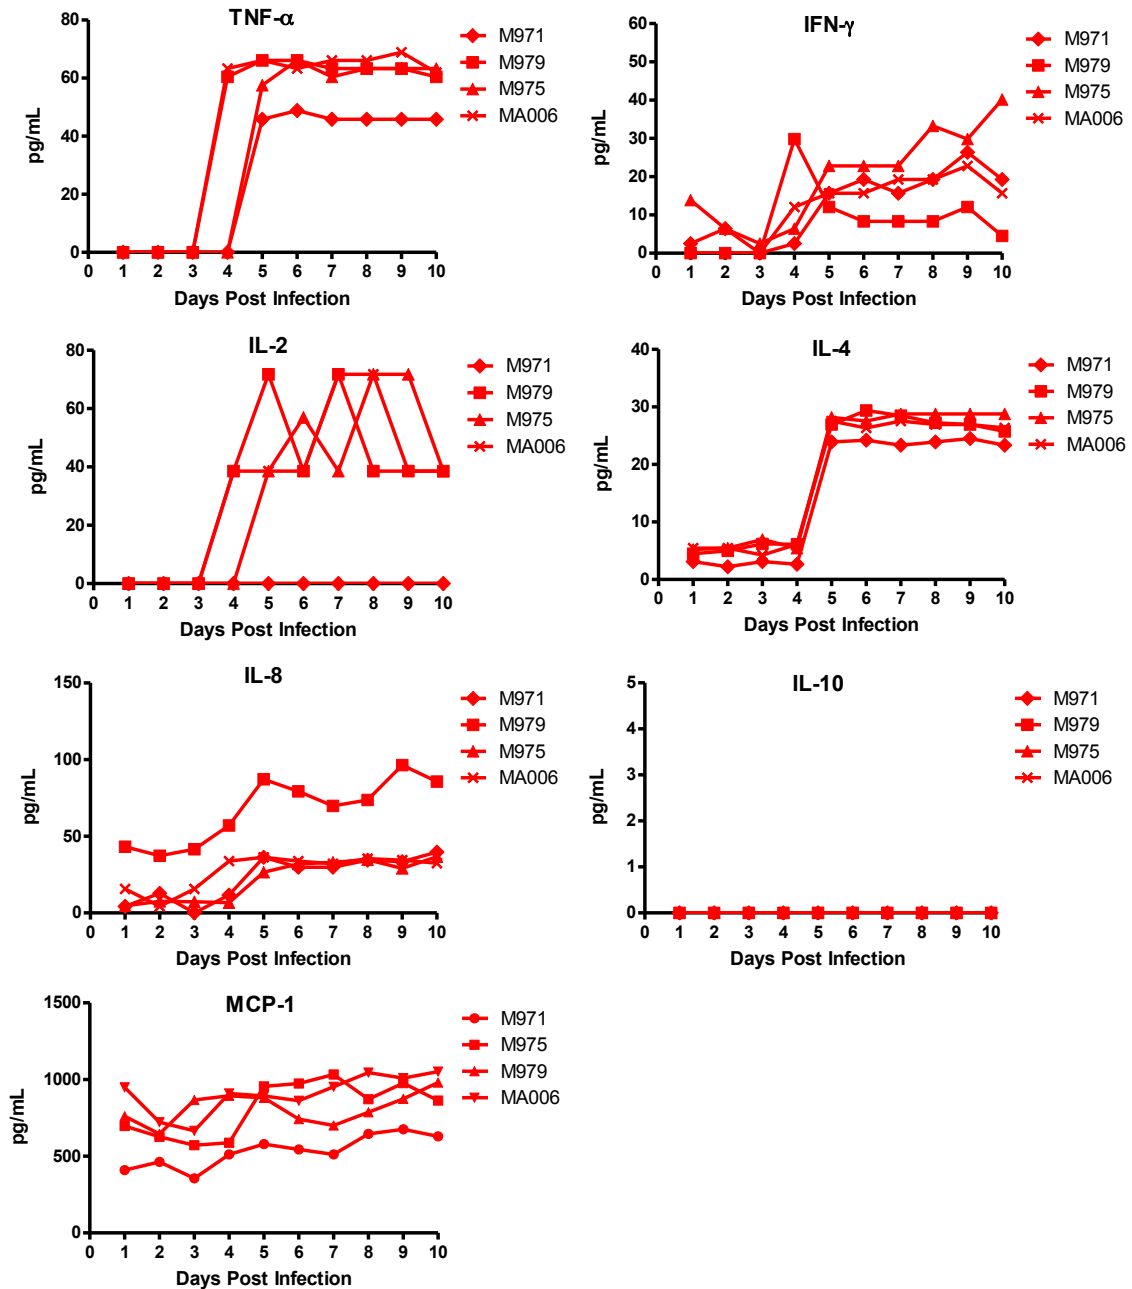 TNF-α
80
60
40
20
0
pg/mL
0 1 2 3 4 5 6 7 8 9 10
Days Post Infection
M971
M979
M975
MA006
IFN-γ
60
50
40
30
20
10
0
pg/mL
0 1 2 3 4 5 6 7 8 9 10
Days Post Infection
M971
M979
M975
MA006
IL-2
80
60
40
20
0
pg/mL
0 1 2 3 4 5 6 7 8 9 10
Days Post Infection
M971
M979
M975
MA006
IL-4
40
30
20
10
0
pg/mL
0 1 2 3 4 5 6 7 8 9 10
Days Post Infection
M971
M979
M975
MA006
IL-8
150
100
50
0
pg/mL
0 1 2 3 4 5 6 7 8 9 10
Days Post Infection
M971
M979
M975
MA006
IL-10
5
4
3
2
1
0
pg/mL
0 1 2 3 4 5 6 7 8 9 10
Days Post Infection
M971
M979
M975
MA006
MCP-1
1500
1000
500
0
pg/mL
0 1 2 3 4 5 6 7 8 9 10
Days Post Infection
M971
M975
M979
MA006